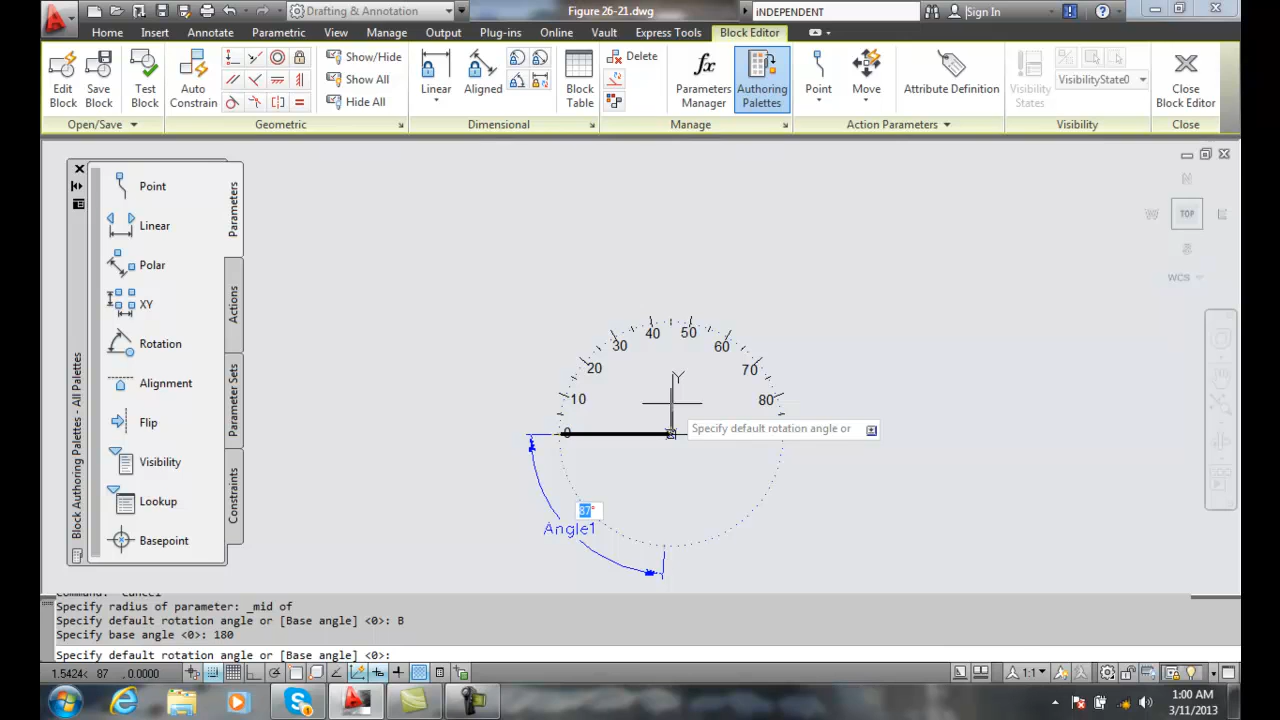 Drafting & Annotation
Figure 26-21.dwg
iNDEPENDENT
Sign In
Home Insert Annotate Parametric View Manage Output Plug-ins Online Vault Express Tools Block Editor
Edit Block
Save Block
Test Block
Open/Save
Auto Constrain
Show/Hide
Show All
Hide All
Geometric
Linear
Aligned
Dimensional
Block Table
Delete
Parameters Manager
Authoring Palettes
Manage
Point
Move
Action Parameters
Attribute Definition
Visibility States
VisibilityState0
Visibility
Close Block Editor
Close
Block Authoring Palettes - All Palettes
Point
Linear
Polar
XY
Rotation
Alignment
Flip
Visibility
Lookup
Basepoint
Parameters
Actions
Parameter Sets
Constraints
N
W TOP E
S
WCS
0
10
20
30
40
50
60
70
80
Y
Specify default rotation angle or
87°
Angle1
Command: *Cancel*
Specify radius of parameter: _mid of
Specify default rotation angle or [Base angle] <0>: B
Specify base angle <0>: 180
Specify default rotation angle or [Base angle] <0>:
1.5424< 87 , 0.0000
1:1
1:00 AM
3/11/2013